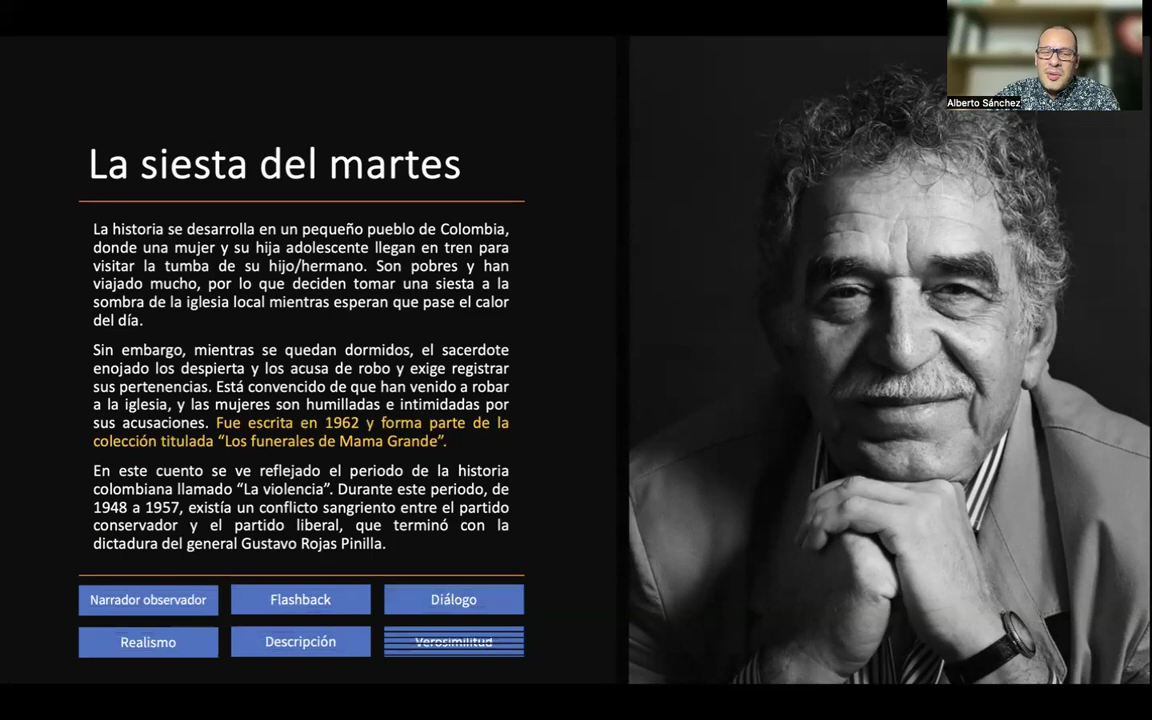 Alberto Sánchez
La siesta del martes
La historia se desarrolla en un pequeño pueblo de Colombia,
donde una mujer y su hija adolescente llegan en tren para
visitar la tumba de su hijo/hermano. Son pobres y han
viajado mucho, por lo que deciden tomar una siesta a la
sombra de la iglesia local mientras esperan que pase el calor
del día.
Sin embargo, mientras se quedan dormidos, el sacerdote
enojado los despierta y los acusa de robo y exige registrar
sus pertenencias. Está convencido de que han venido a robar
a la iglesia, y las mujeres son humilladas e intimidadas por
sus acusaciones. Fue escrita en 1962 y forma parte de la
colección titulada “Los funerales de Mama Grande”.
En este cuento se ve reflejado el periodo de la historia
colombiana llamado “La violencia”. Durante este periodo, de
1948 a 1957, existía un conflicto sangriento entre el partido
conservador y el partido liberal, que terminó con la
dictadura del general Gustavo Rojas Pinilla.
Narrador observador
Flashback
Diálogo
Realismo
Descripción
Verosimilitud